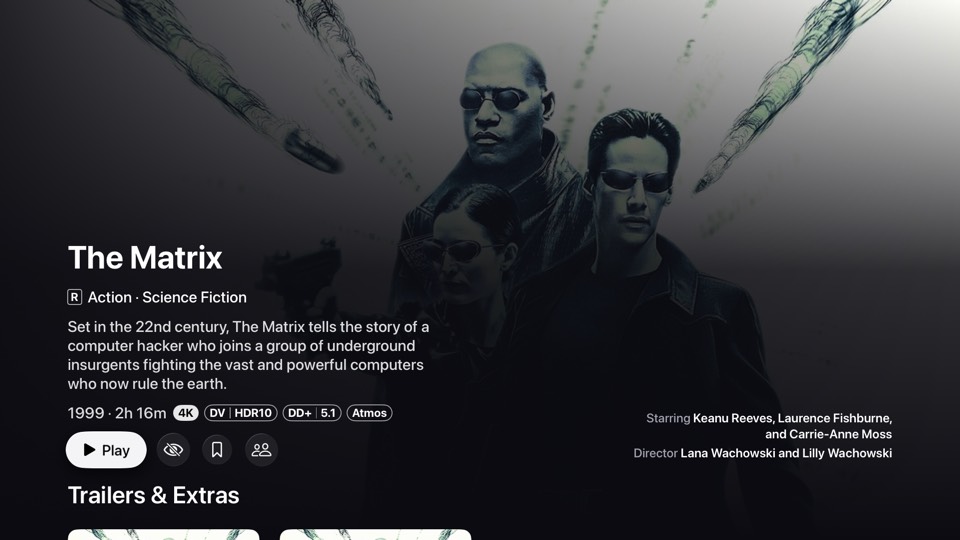 The Matrix
R Action · Science Fiction
Set in the 22nd century, The Matrix tells the story of a
computer hacker who joins a group of underground
insurgents fighting the vast and powerful computers
who now rule the earth.
1999 · 2h 16m 4K DV | HDR10 DD+ | 5.1 Atmos
Play
Starring Keanu Reeves, Laurence Fishburne,
and Carrie-Anne Moss
Director Lana Wachowski and Lilly Wachowski
Trailers & Extras